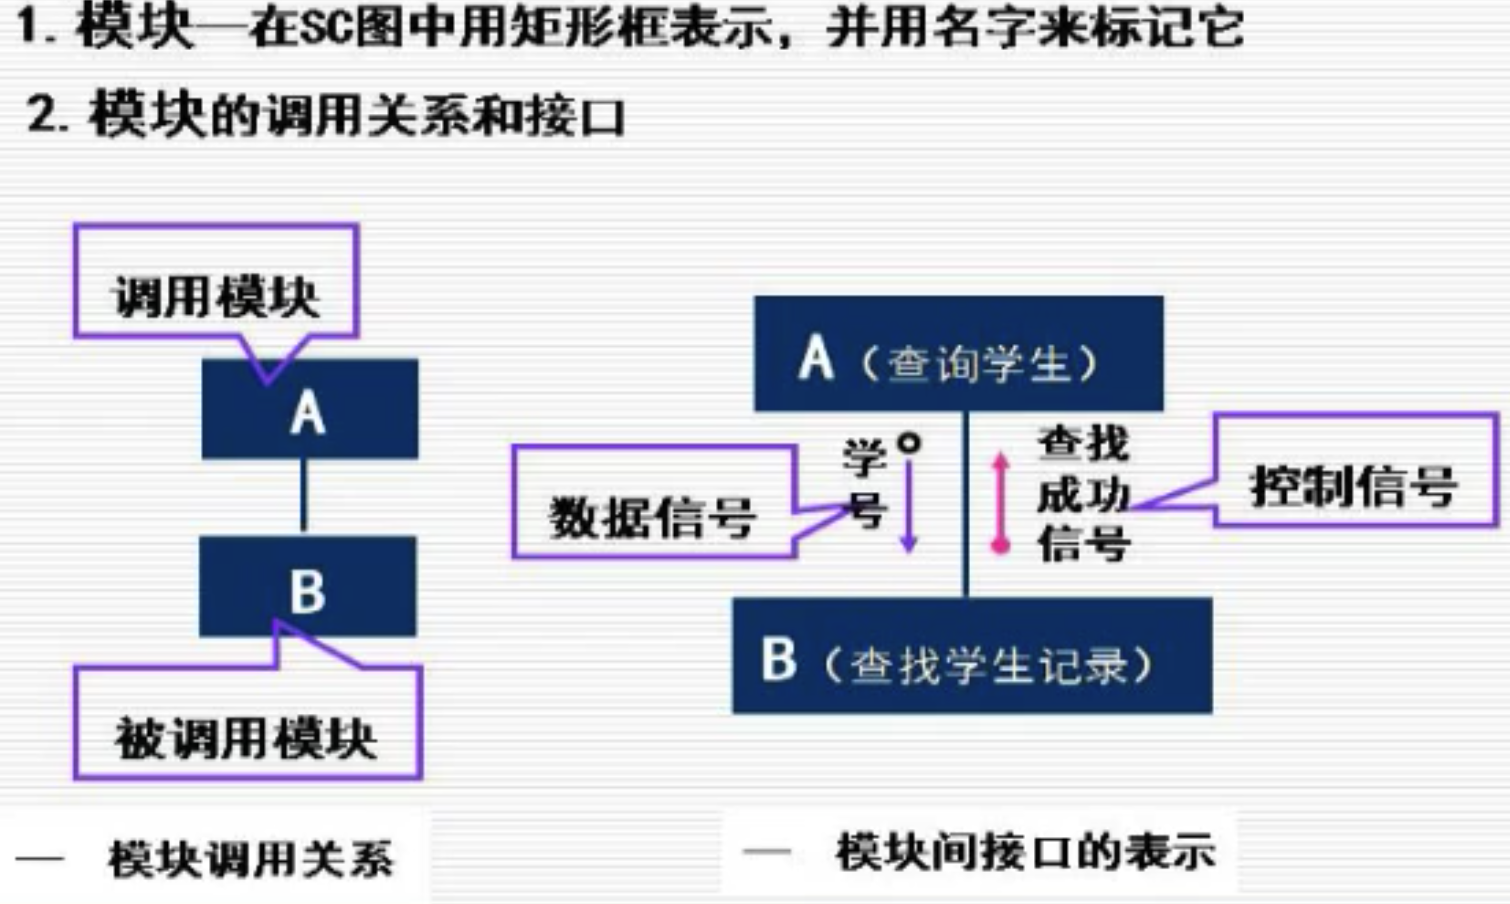 1. 模块—在SC图中用矩形框表示，并用名字来标记它
2. 模块的调用关系和接口
调用模块
A
B
被调用模块
— 模块调用关系
A（查询学生）
学
号
数据信号
查找
成功
信号
控制信号
B（查找学生记录）
— 模块间接口的表示